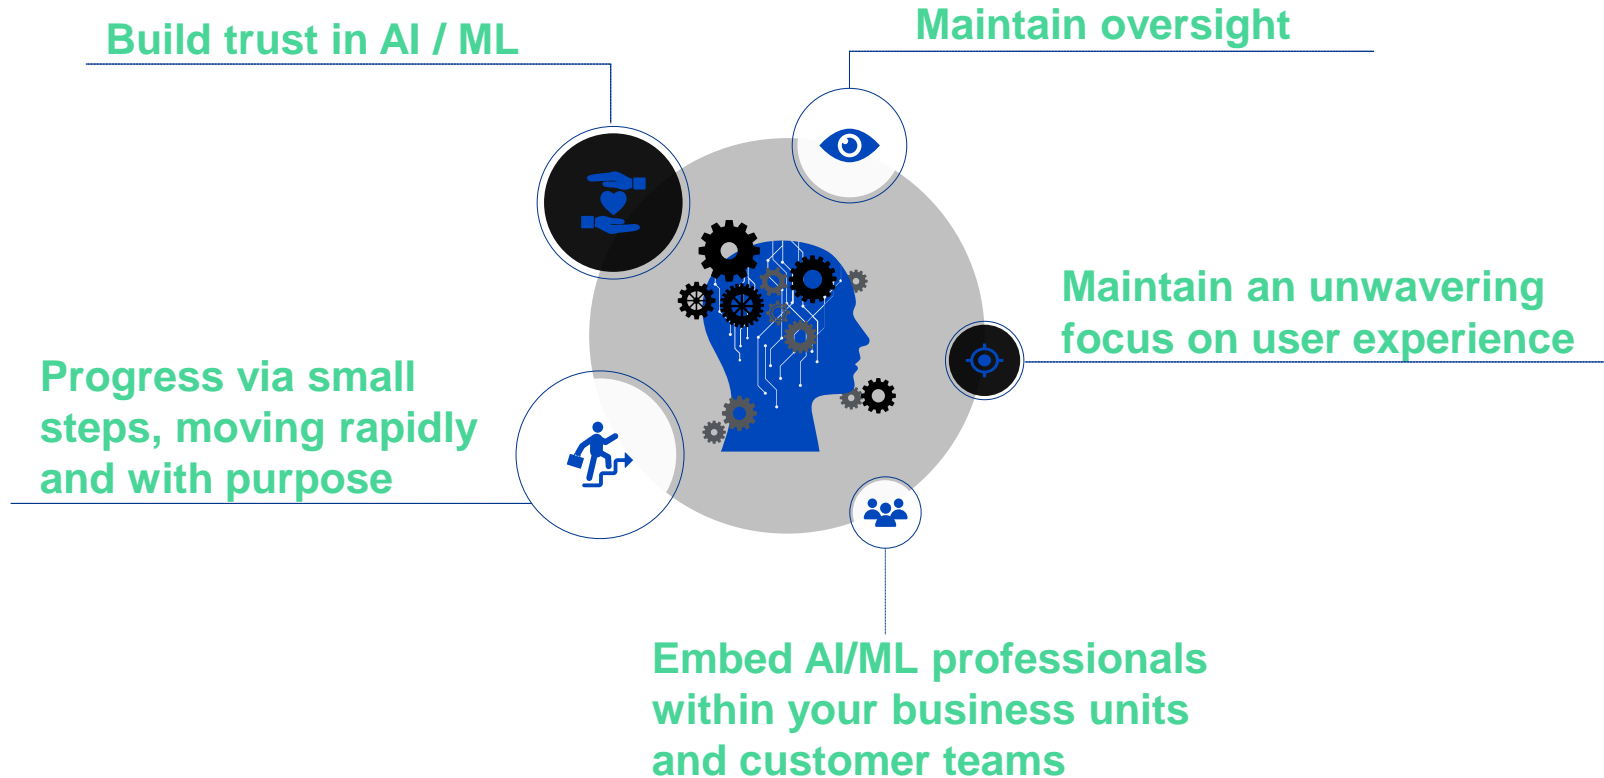 Build trust in AI / ML
Maintain oversight
Maintain an unwavering
focus on user experience
Progress via small
steps, moving rapidly
and with purpose
Embed AI/ML professionals
within your business units
and customer teams